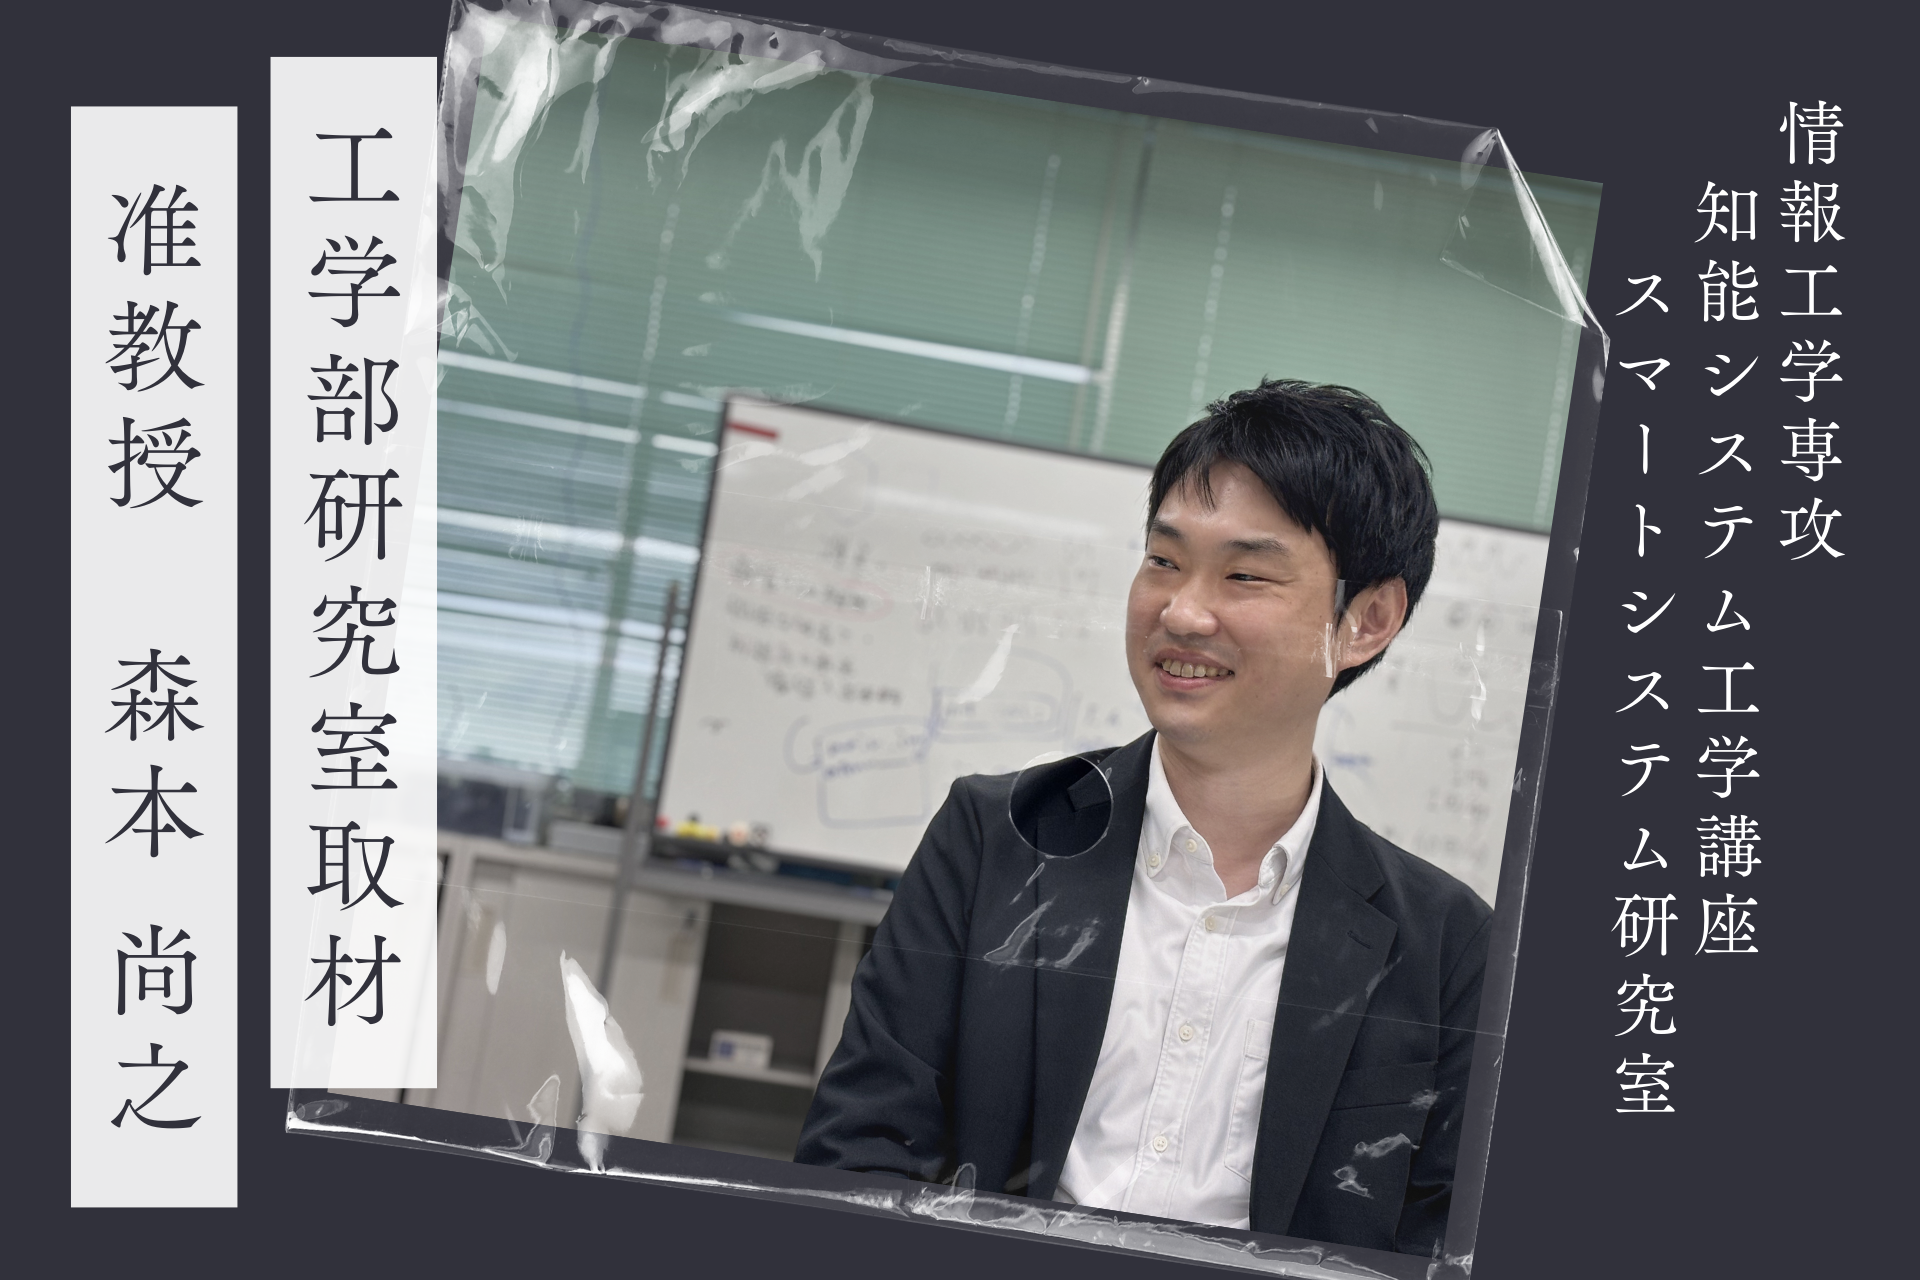 情報工学専攻
知能システム工学講座
スマートシステム研究室
工学部研究室取材
准教授 森本 尚之